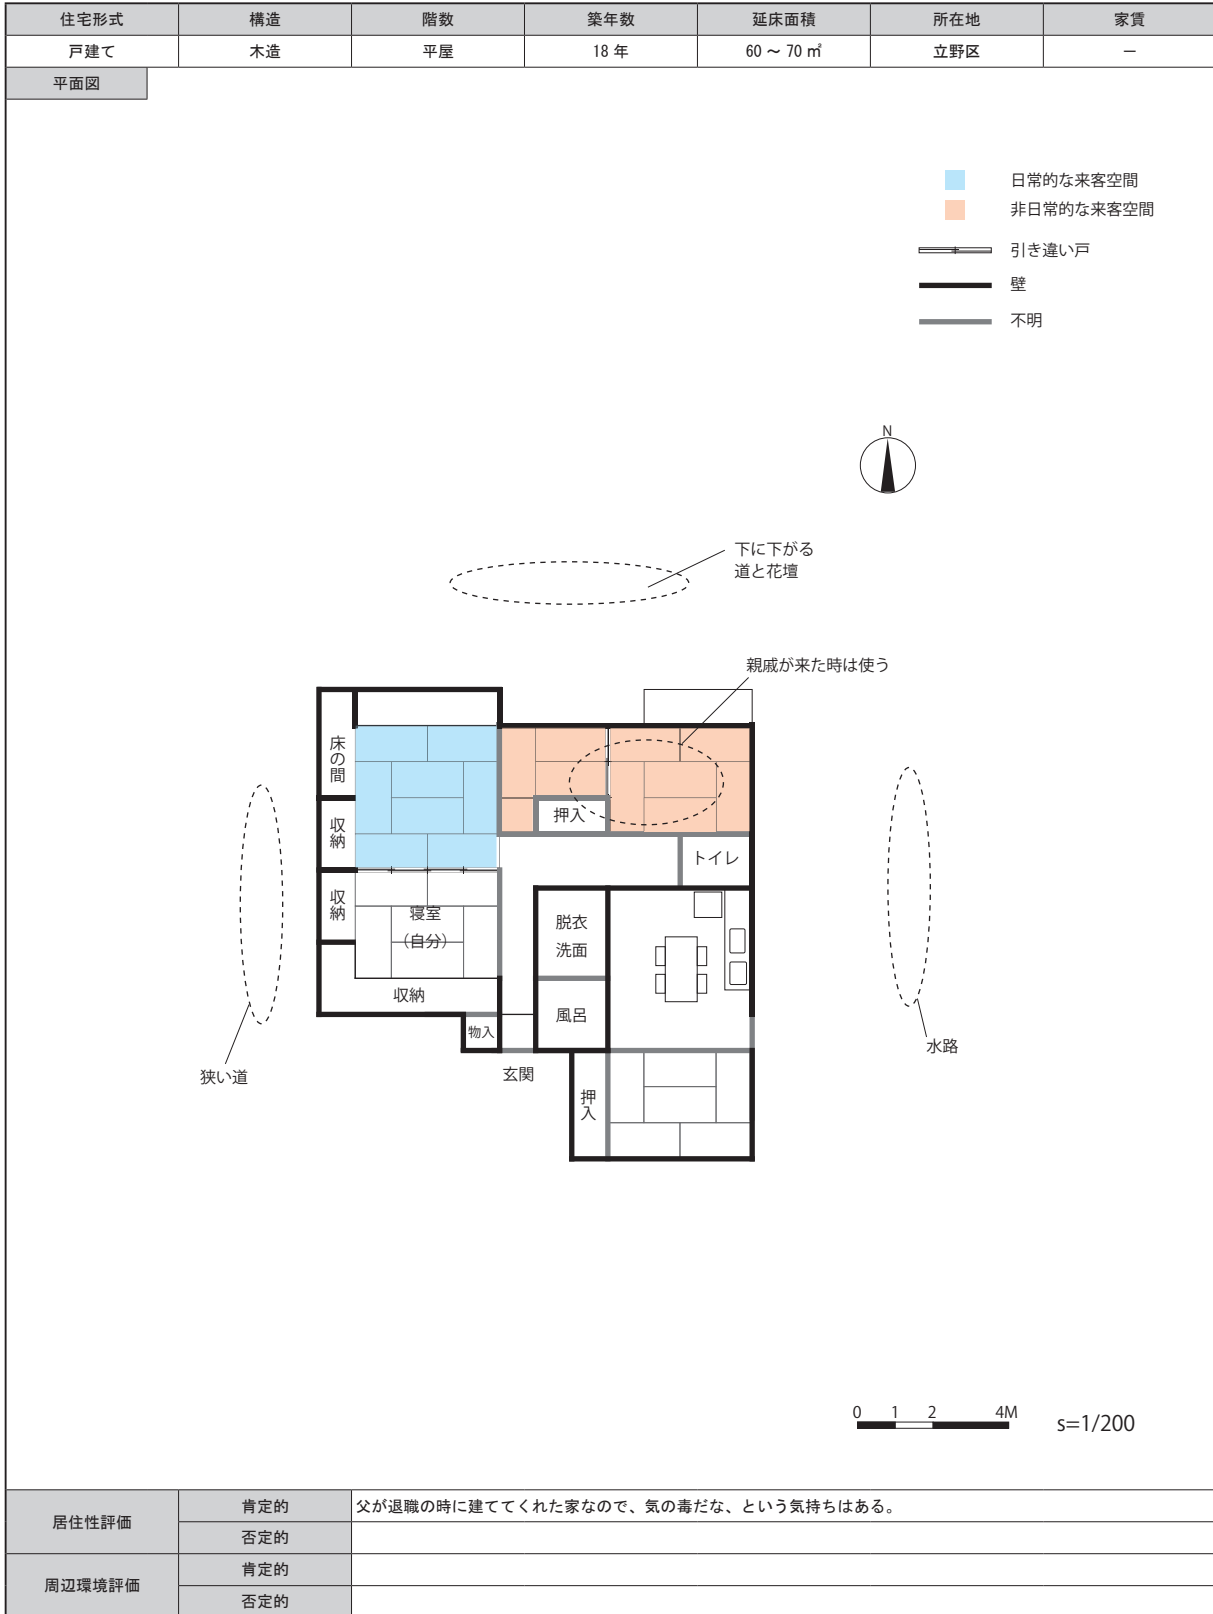 住宅形式 構造 階数 築年数 延床面積 所在地 家賃
戸建て 木造 平屋 18 年 60 ~ 70 ㎡ 立野区 －
平面図
日常的な来客空間
非日常的な来客空間
引き違い戸
壁
不明
N
下に下がる
道と花壇
親戚が来た時は使う
床の間
押入
収納
トイレ
収納
寝室
（自分）
脱衣
洗面
収納
風呂
物入
水路
狭い道
玄関
押入
0 1 2 4M
s=1/200
居住性評価 肯定的 父が退職の時に建ててくれた家なので、気の毒だな、という気持ちはある。
否定的
周辺環境評価 肯定的
否定的